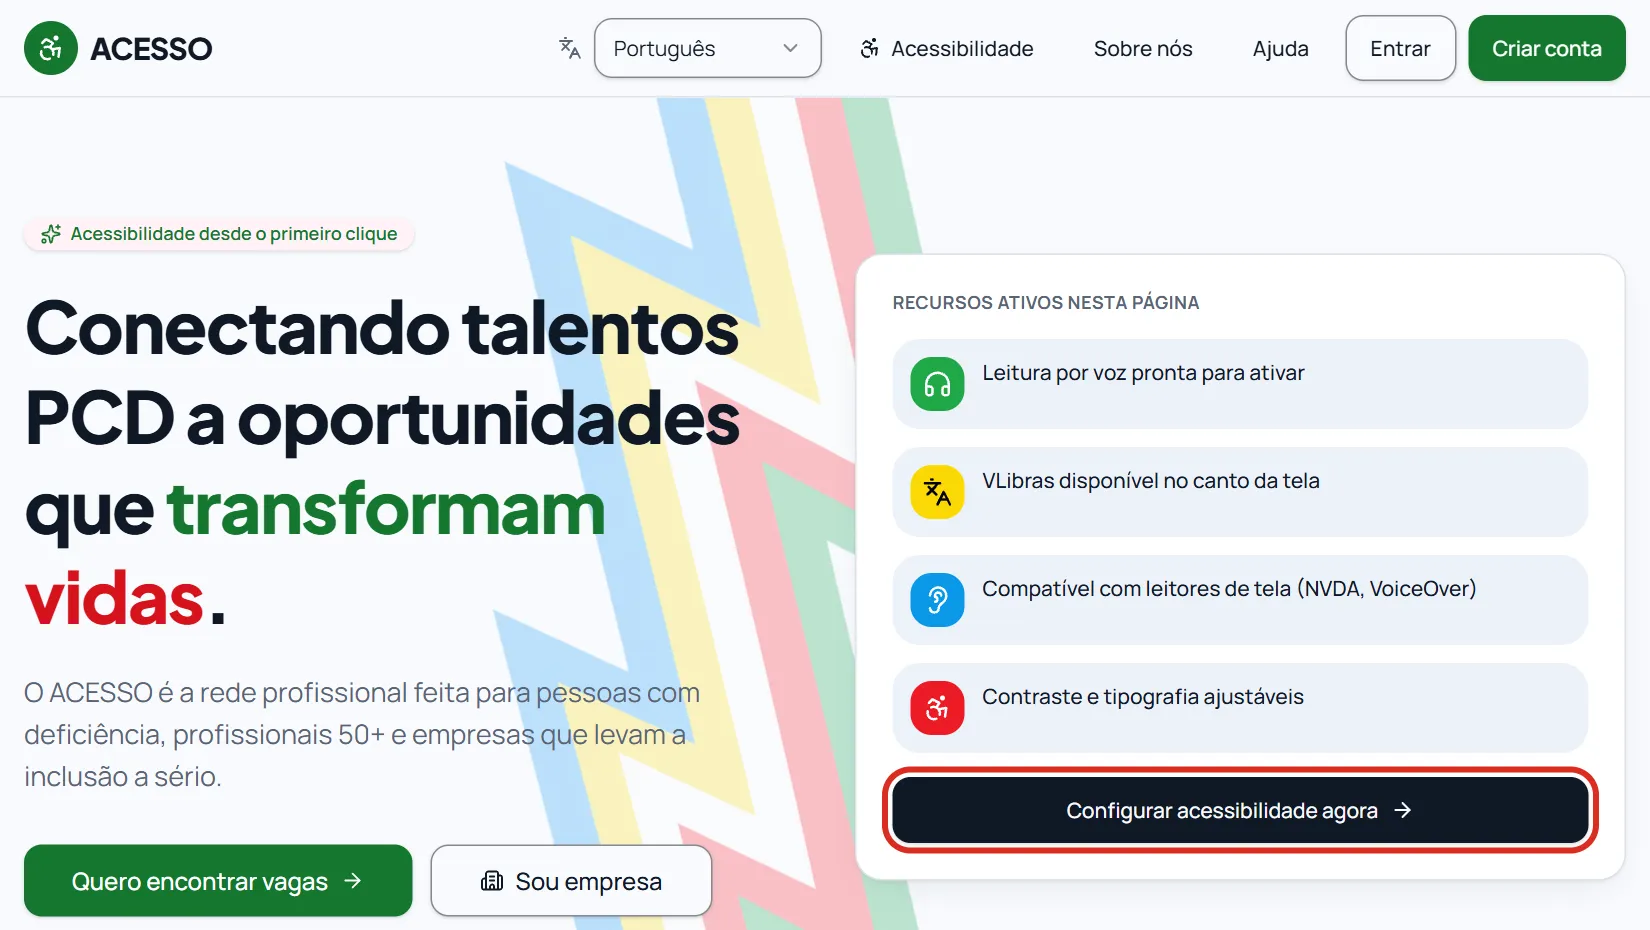 ACESSO
Português
Acessibilidade
Sobre nós
Ajuda
Entrar
Criar conta
Acessibilidade desde o primeiro clique
Conectando talentos
PCD a oportunidades
que transformam
vidas.
O ACESSO é a rede profissional feita para pessoas com
deficiência, profissionais 50+ e empresas que levam a
inclusão a sério.
Quero encontrar vagas
Sou empresa
RECURSOS ATIVOS NESTA PÁGINA
Leitura por voz pronta para ativar
VLibras disponível no canto da tela
Compatível com leitores de tela (NVDA, VoiceOver)
Contraste e tipografia ajustáveis
Configurar acessibilidade agora